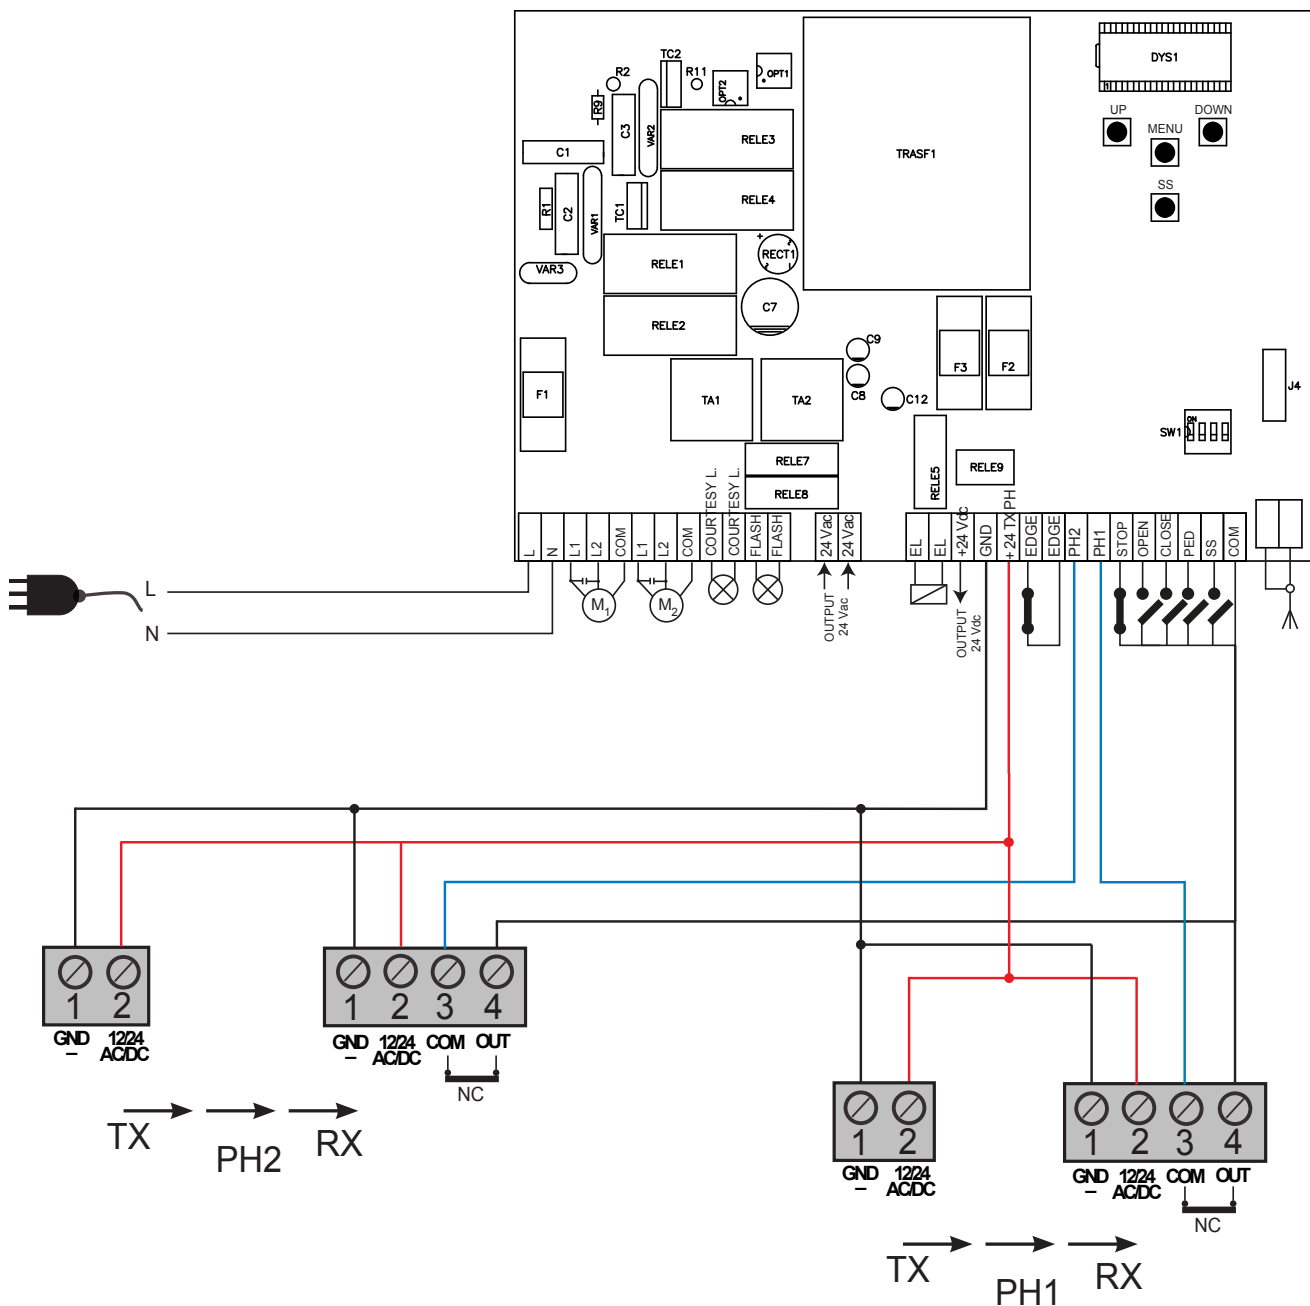 DYS1
1
UP
DOWN
MENU
SS
TC2
R2
R11
OPT2
OPT1
R9
C3
VAR2
RELE3
TRASF1
C1
R1
C2
VAR1
TC1
RELE4
VAR3
RELE1
+
RECT1
RELE2
C7
F1
TA1
TA2
C9
C8
C12
F3
F2
J4
SW1
ON
RELE7
RELE8
RELE5
RELE9
L
N
L1
L2
COM
L1
L2
COM
COURTESY L.
COURTESY L.
FLASH
FLASH
24 Vac
24 Vac
EL
EL
+24 Vdc
GND
+ 24 TX PH
EDGE
EDGE
PH2
PH1
STOP
OPEN
CLOSE
PED
SS
COM
L
N
M1
M2
OUTPUT
24 Vac
OUTPUT
24 Vdc
1 2
GND 12/24
– AC/DC
1 2 3 4
GND 12/24 COM OUT
– AC/DC
NC
TX PH2 RX
1 2
GND 12/24
– AC/DC
1 2 3 4
GND 12/24 COM OUT
– AC/DC
NC
TX PH1 RX